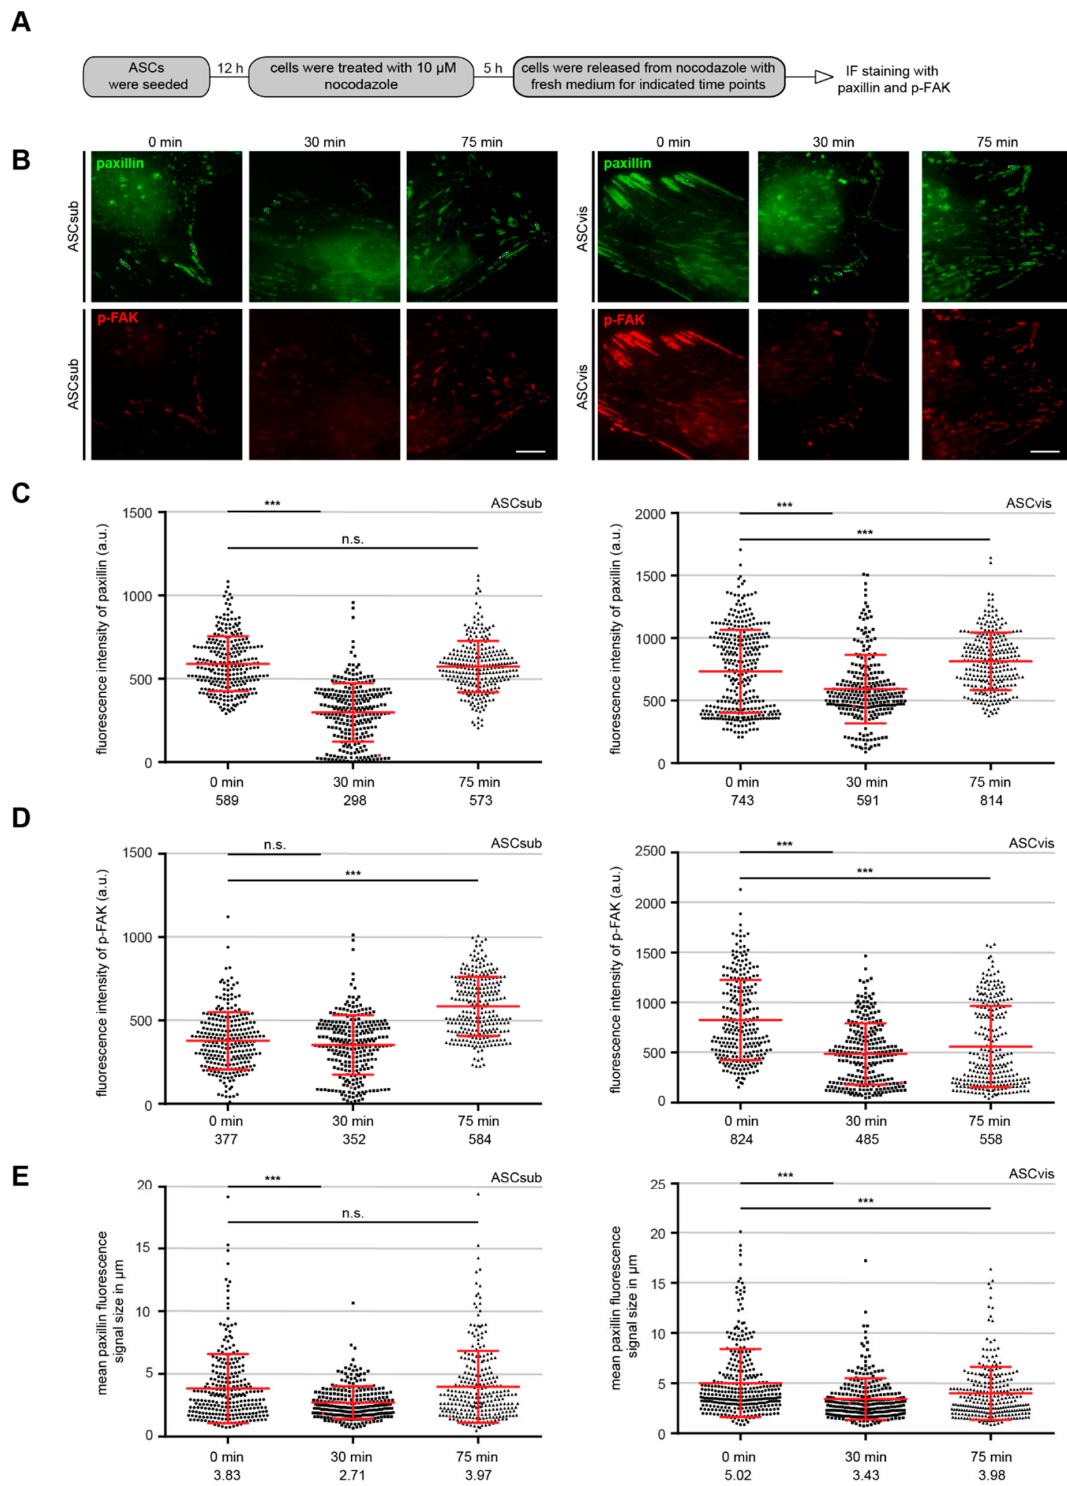 A
ASCs
were seeded
12 h
cells were treated with 10 µM
nocodazole
5 h
cells were released from nocodazole with
fresh medium for indicated time points
IF staining with
paxillin and p-FAK
B
0 min 30 min 75 min 0 min 30 min 75 min
ASCsub
paxillin
ASCvis
paxillin
ASCsub
p-FAK
ASCvis
p-FAK
C
ASCsub
***
n.s.
fluorescence intensity of paxillin (a.u.)
1500
1000
500
0
0 min 30 min 75 min
589 298 573
ASCvis
***
***
fluorescence intensity of paxillin (a.u.)
2000
1500
1000
500
0
0 min 30 min 75 min
743 591 814
D
ASCsub
n.s.
***
fluorescence intensity of p-FAK (a.u.)
1500
1000
500
0
0 min 30 min 75 min
377 352 584
ASCvis
***
***
fluorescence intensity of p-FAK (a.u.)
2500
2000
1500
1000
500
0
0 min 30 min 75 min
824 485 558
E
ASCsub
***
n.s.
mean paxillin fluorescence
signal size in µm
20
15
10
5
0
0 min 30 min 75 min
3.83 2.71 3.97
ASCvis
***
***
mean paxillin fluorescence
signal size in µm
25
20
15
10
5
0
0 min 30 min 75 min
5.02 3.43 3.98